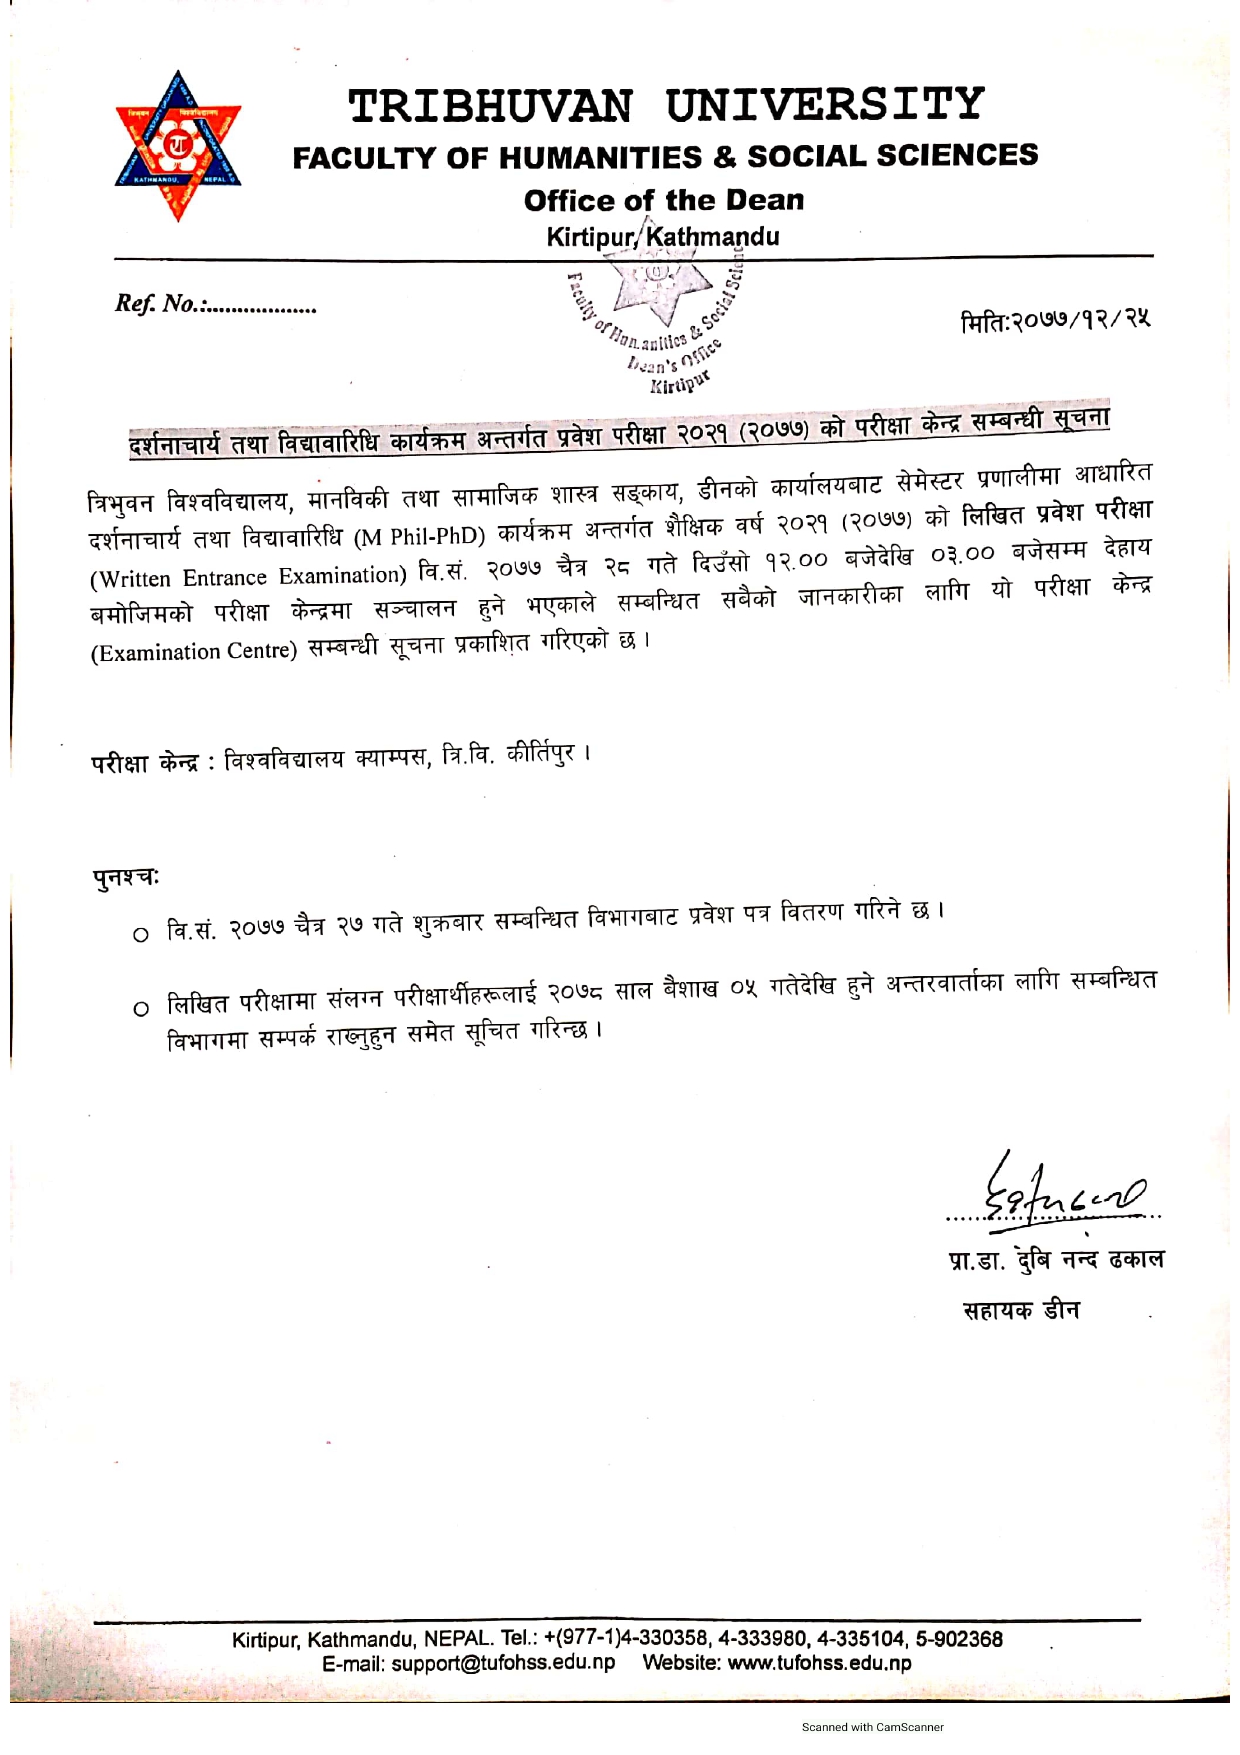 TRIBHUVAN UNIVERSITY
FACULTY OF HUMANITIES & SOCIAL SCIENCES
Office of the Dean
Kirtipur, Kathmandu
Faculty of Humanities & Social Scienc
Dean's Office
Kirtipur
Ref. No.:...................
मिति:२०७७/१२/२५
दर्शनाचार्य तथा विद्यावारिधि कार्यक्रम अन्तर्गत प्रवेश परीक्षा २०२१ (२०७७) को परीक्षा केन्द्र सम्बन्धी सूचना
त्रिभुवन विश्वविद्यालय, मानविकी तथा सामाजिक शास्त्र सङ्काय, डीनको कार्यालयबाट सेमेस्टर प्रणालीमा आधारित
दर्शनाचार्य तथा विद्यावारिधि (M Phil-PhD) कार्यक्रम अन्तर्गत शैक्षिक वर्ष २०२१ (२०७७) को लिखित प्रवेश परीक्षा
(Written Entrance Examination) वि.सं. २०७७ चैत्र २८ गते दिउँसो १२.०० बजेदेखि ०३.०० बजेसम्म देहाय
बमोजिमको परीक्षा केन्द्रमा सञ्चालन हुने भएकाले सम्बन्धित सबैको जानकारीका लागि यो परीक्षा केन्द्र
(Examination Centre) सम्बन्धी सूचना प्रकाशित गरिएको छ ।
परीक्षा केन्द्र : विश्वविद्यालय क्याम्पस, त्रि.वि. कीर्तिपुर ।
पुनश्चः
वि.सं. २०७७ चैत्र २७ गते शुक्रबार सम्बन्धित विभागबाट प्रवेश पत्र वितरण गरिने छ ।
लिखित परीक्षामा संलग्न परीक्षार्थीहरूलाई २०७८ साल बैशाख ०५ गतेदेखि हुने अन्तरवार्ताका लागि सम्बन्धित
विभागमा सम्पर्क राख्नुहुन समेत सूचित गरिन्छ ।
प्रा.डा. दुबि नन्द ढकाल
सहायक डीन
Kirtipur, Kathmandu, NEPAL. Tel.: +(977-1)4-330358, 4-333980, 4-335104, 5-902368
E-mail: support@tufohss.edu.np Website: www.tufohss.edu.np
Scanned with CamScanner